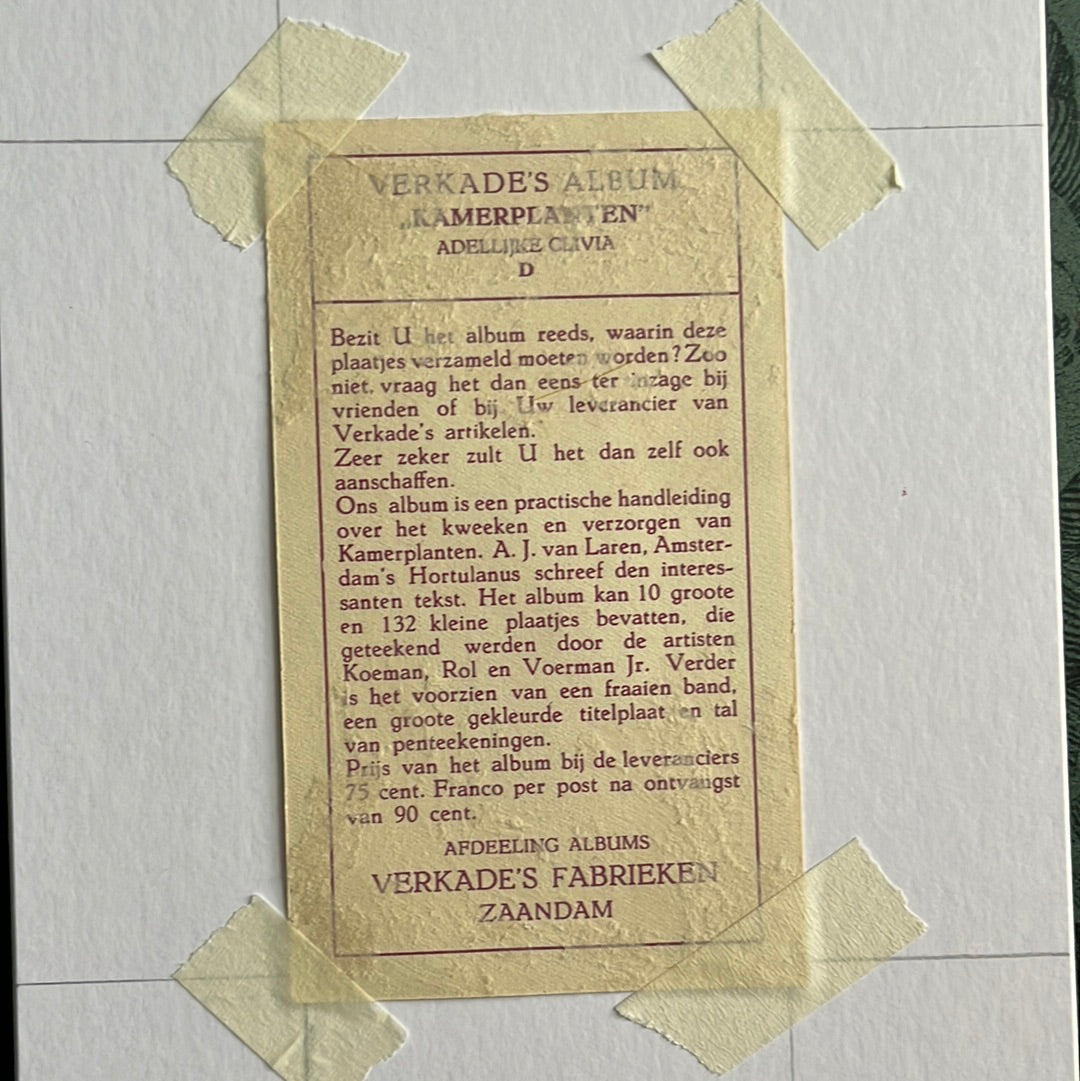 VERKADE'S ALBUM
„KAMERPLANTEN”
ADELLIJKE CLIVIA
D
Bezit U het album reeds, waarin deze
plaatjes verzameld moeten worden? Zoo
niet, vraag het dan eens ter inzage bij
vrienden of bij Uw leverancier van
Verkade's artikelen.
Zeer zeker zult U het dan zelf ook
aanschaffen.
Ons album is een practische handleiding
over het kweeken en verzorgen van
Kamerplanten. A. J. van Laren, Amster-
dam's Hortulanus schreef den interes-
santen tekst. Het album kan 10 groote
en 132 kleine plaatjes bevatten, die
geteekend werden door de artisten
Koeman, Rol en Voerman Jr. Verder
is het voorzien van een fraaien band,
een groote gekleurde titelplaat en tal
van penteekeningen.
Prijs van het album bij de leveranciers
75 cent. Franco per post na ontvangst
van 90 cent.
AFDEELING ALBUMS
VERKADE'S FABRIEKEN
ZAANDAM